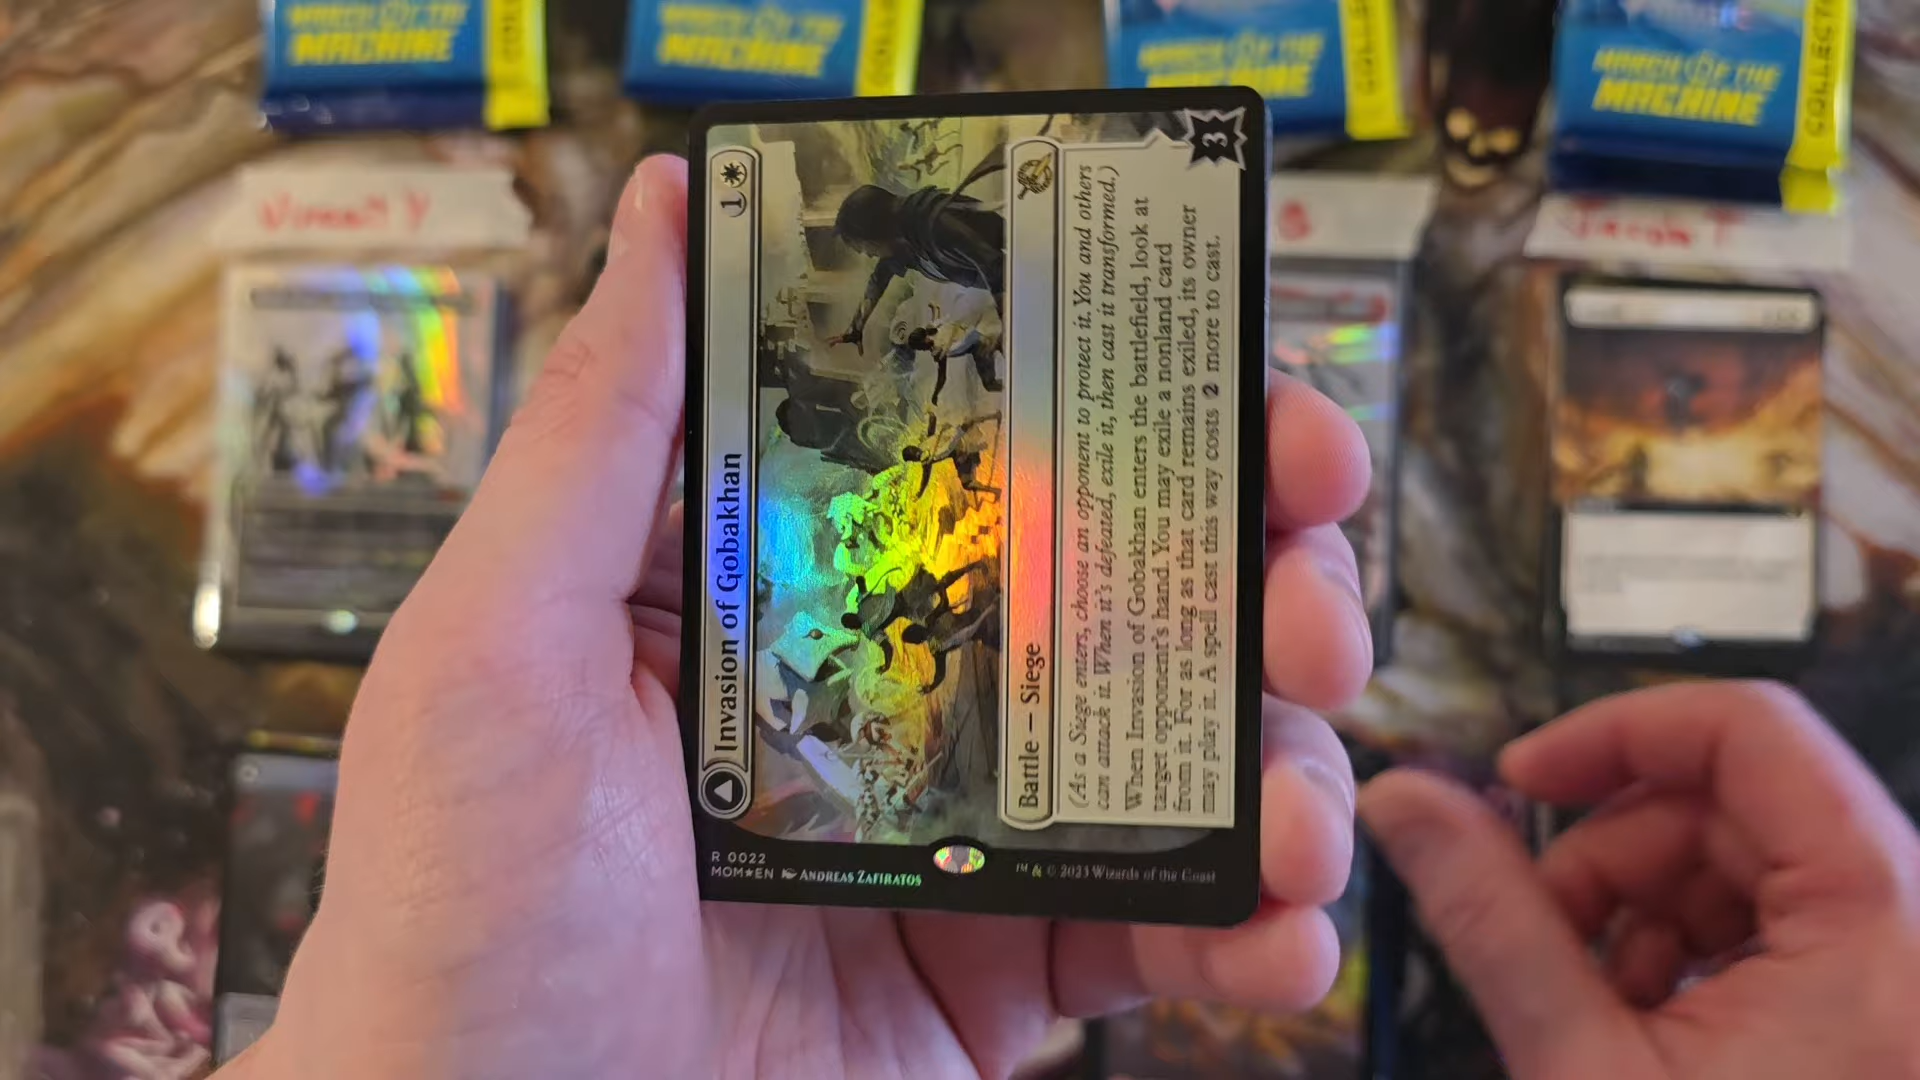 MARCH OF THE
MACHINE
MARCH OF THE
MACHINE
MARCH OF THE
MACHINE
MARCH OF THE
MACHINE
COLLECT
Invasion of Gobakhan
1
Battle — Siege
(As a Siege enters, choose an opponent to protect it. You and others
can attack it. When it's defeated, exile it, then cast it transformed.)
When Invasion of Gobakhan enters the battlefield, look at
target opponent's hand. You may exile a nonland card
from it. For as long as that card remains exiled, its owner
may play it. A spell cast this way costs 2 more to cast.
3
R 0022
MOM★EN ANDREAS ZAFIRATOS
™ & © 2023 Wizards of the Coast